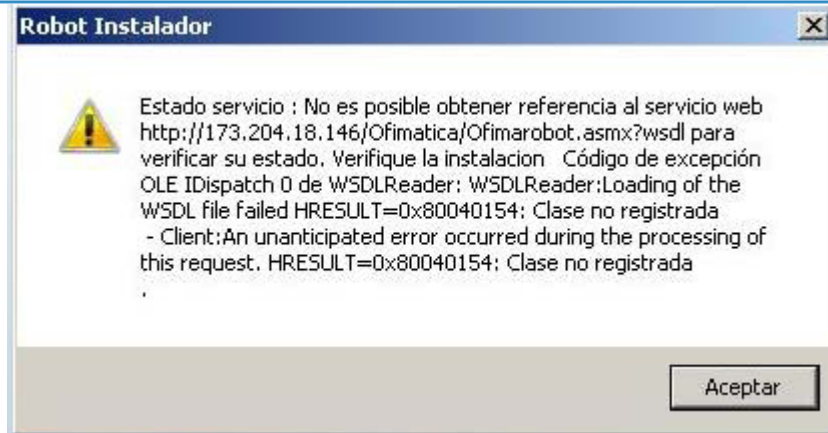 Robot Instalador
Estado servicio : No es posible obtener referencia al servicio web
http://173.204.18.146/Ofimatica/Ofimarobot.asmx?wsdl para
verificar su estado. Verifique la instalacion   Código de excepción
OLE IDispatch 0 de WSDLReader: WSDLReader:Loading of the
WSDL file failed HRESULT=0x80040154: Clase no registrada
- Client:An unanticipated error occurred during the processing of
this request. HRESULT=0x80040154: Clase no registrada
.
Aceptar